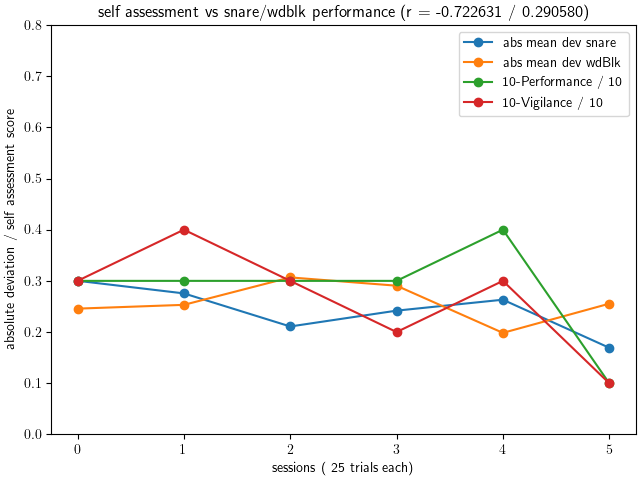 self assessment vs snare/wdblk performance (r = -0.722631 / 0.290580)
abs mean dev snare
abs mean dev wdBlk
10-Performance / 10
10-Vigilance / 10
absolute deviation / self assessment score
0.8
0.7
0.6
0.5
0.4
0.3
0.2
0.1
0.0
0 1 2 3 4 5
sessions ( 25 trials each)